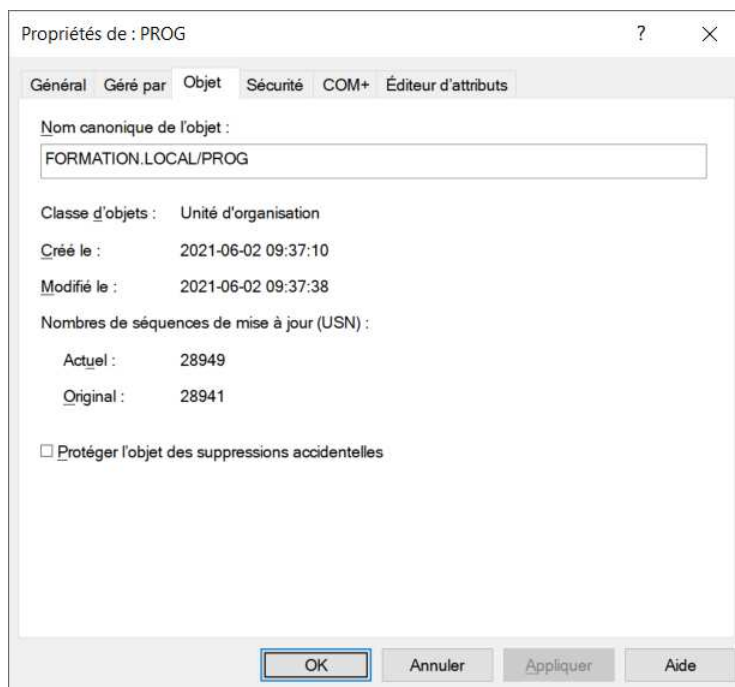 Propriétés de : PROG ? ×
Général Géré par Objet Sécurité COM+ Éditeur d'attributs
Nom canonique de l'objet :
FORMATION.LOCAL/PROG
Classe d'objets : Unité d'organisation
Créé le : 2021-06-02 09:37:10
Modifié le : 2021-06-02 09:37:38
Nombres de séquences de mise à jour (USN) :
Actuel : 28949
Original : 28941
Protéger l'objet des suppressions accidentelles
OK Annuler Appliquer Aide